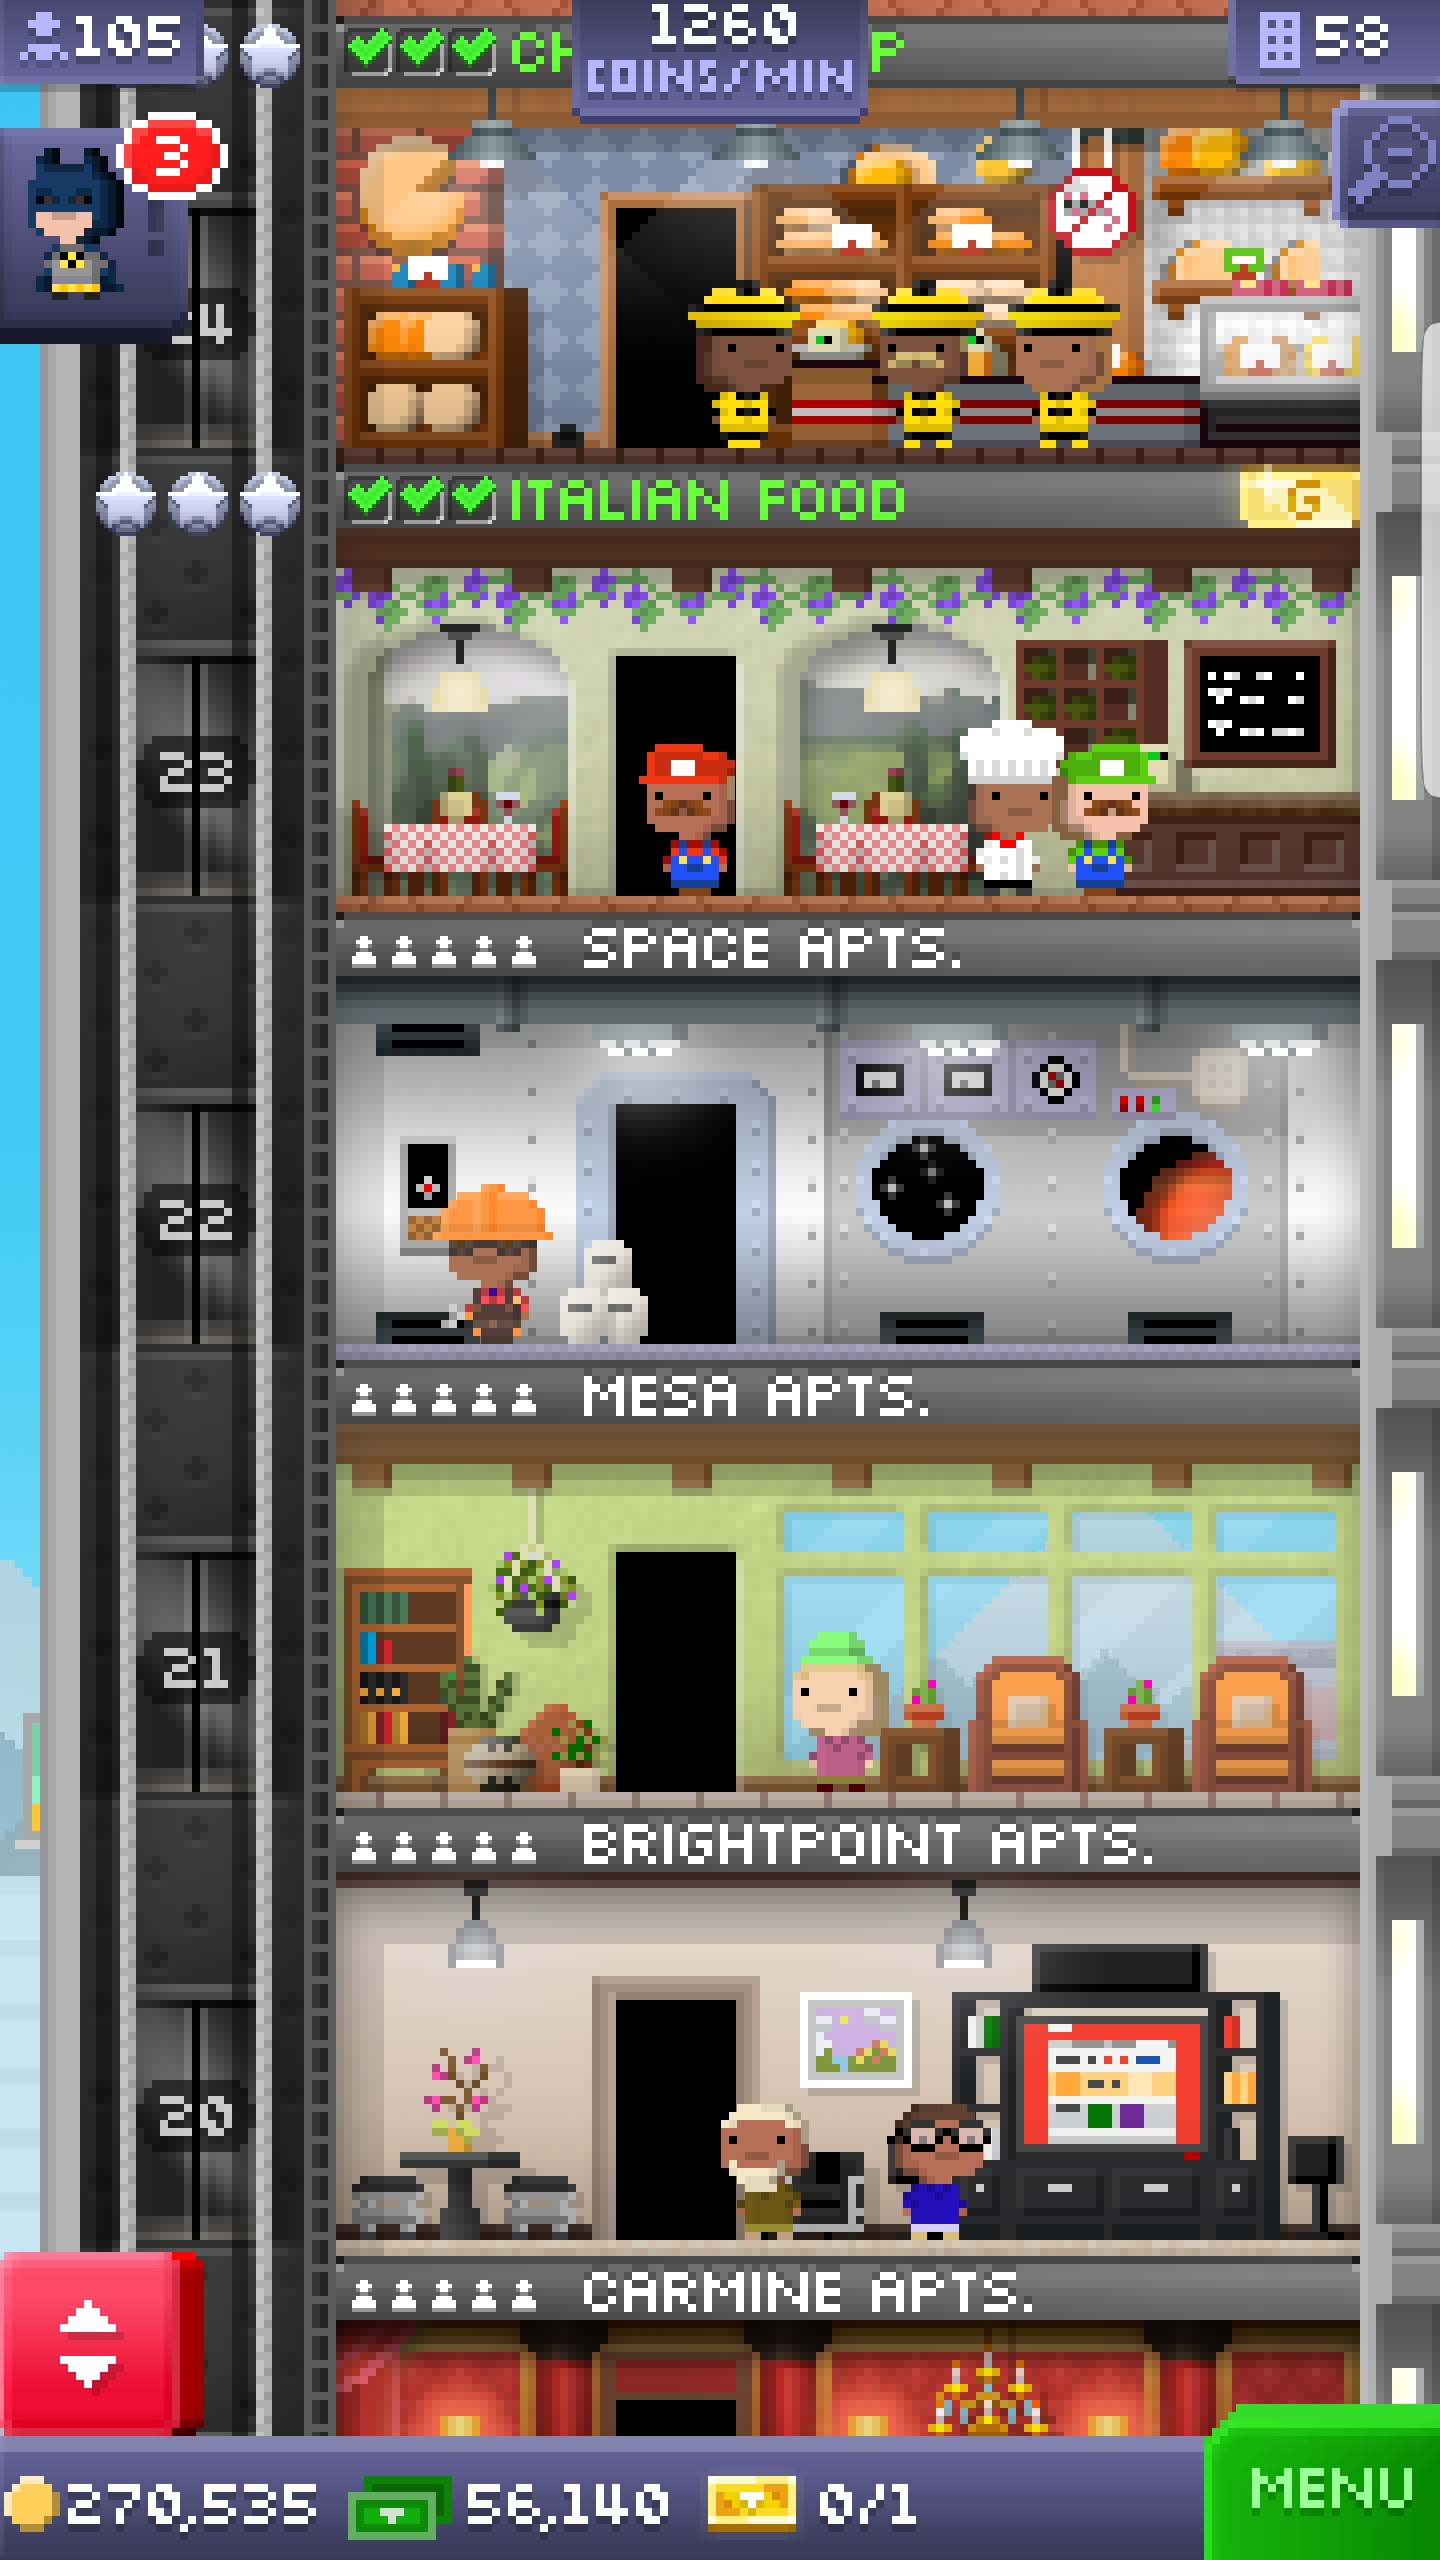 105
1260
COINS/MIN
58
3
CH P
ITALIAN FOOD
G
23
SPACE APTS.
22
MESA APTS.
21
BRIGHTPOINT APTS.
20
CARMINE APTS.
270,535
56,140
0/1
MENU